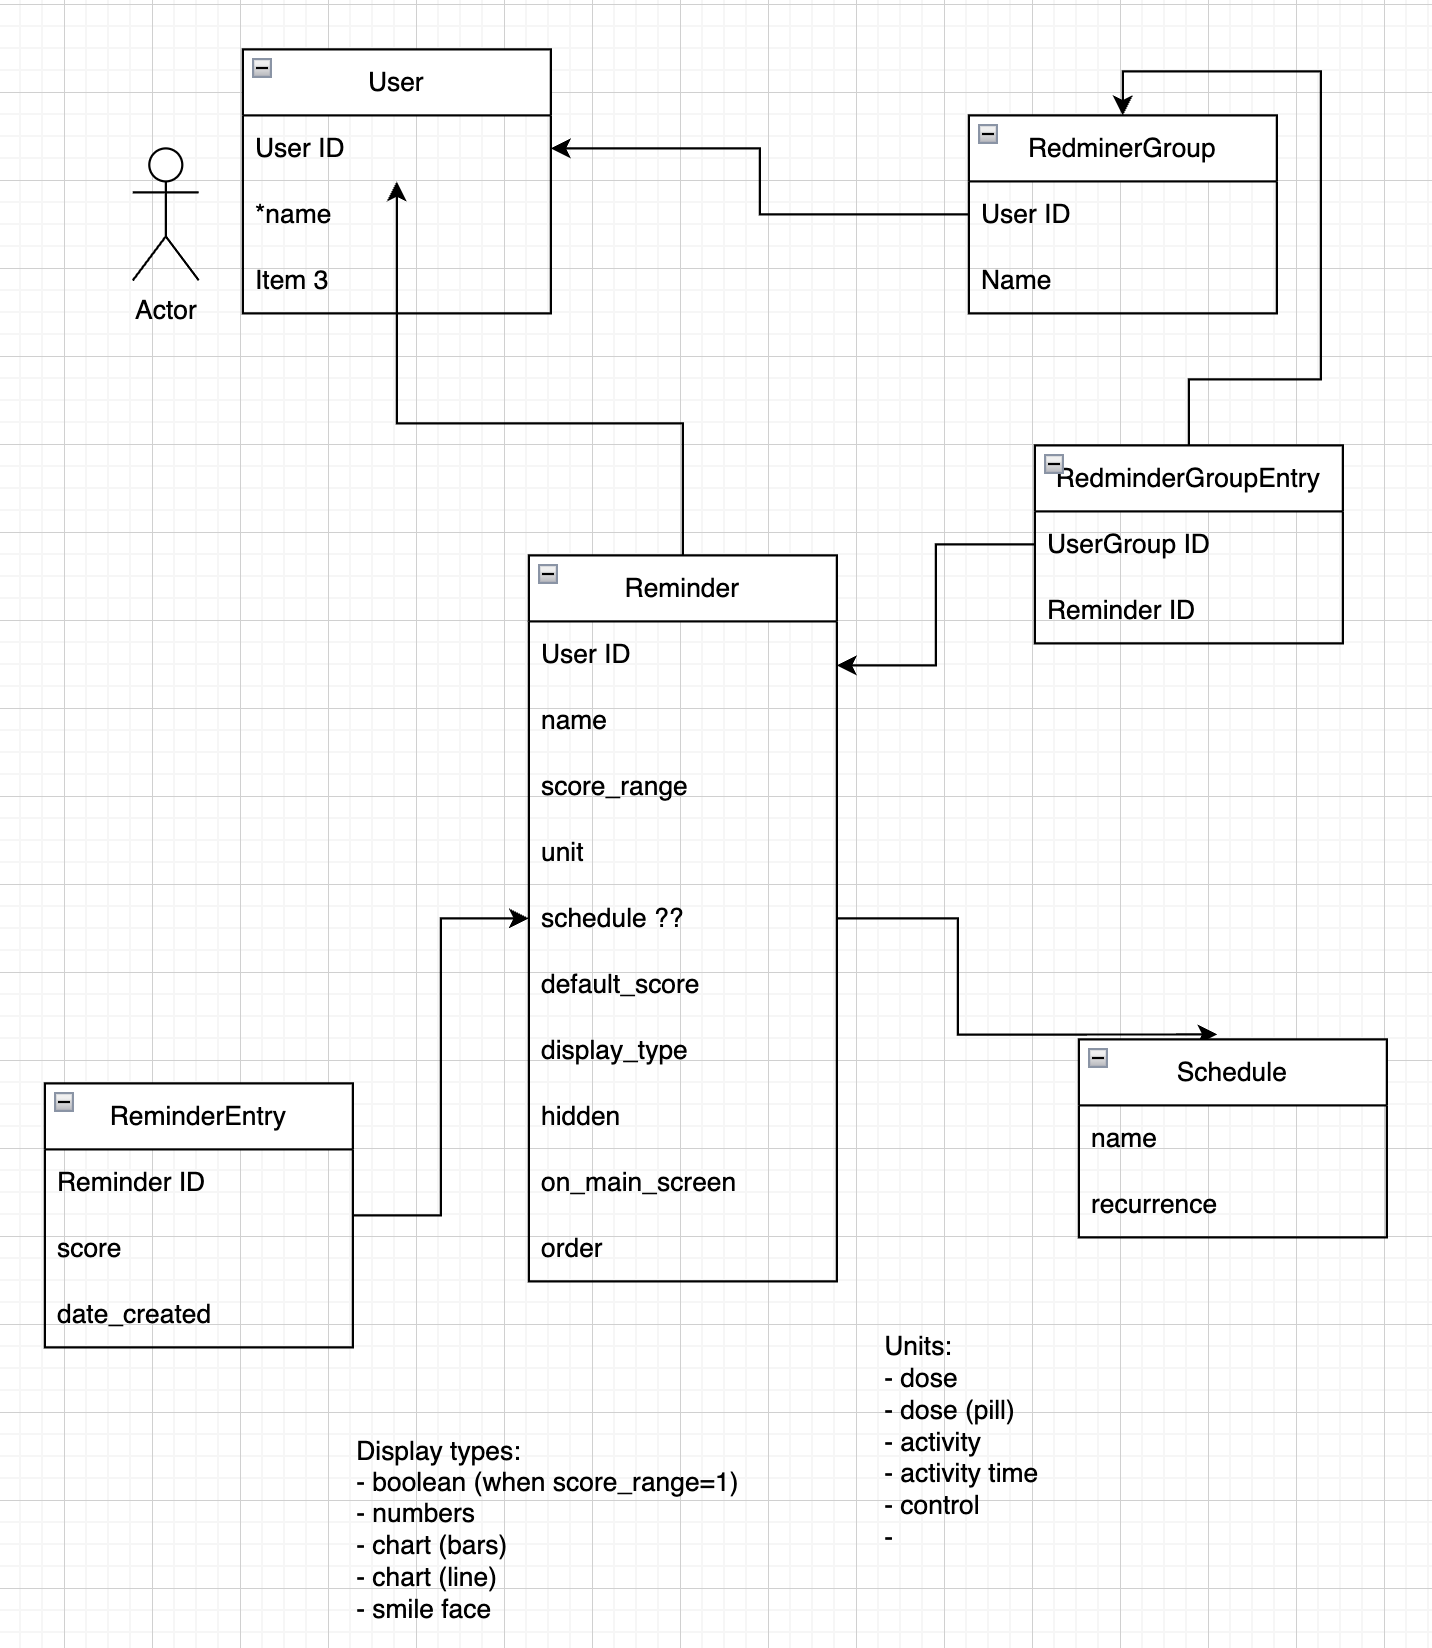 User
User ID
*name
Item 3
Actor
RedminerGroup
User ID
Name
RedminderGroupEntry
UserGroup ID
Reminder ID
Reminder
User ID
name
score_range
unit
schedule ??
default_score
display_type
hidden
on_main_screen
order
ReminderEntry
Reminder ID
score
date_created
Schedule
name
recurrence
Units:
- dose
- dose (pill)
- activity
- activity time
- control
-
Display types:
- boolean (when score_range=1)
- numbers
- chart (bars)
- chart (line)
- smile face